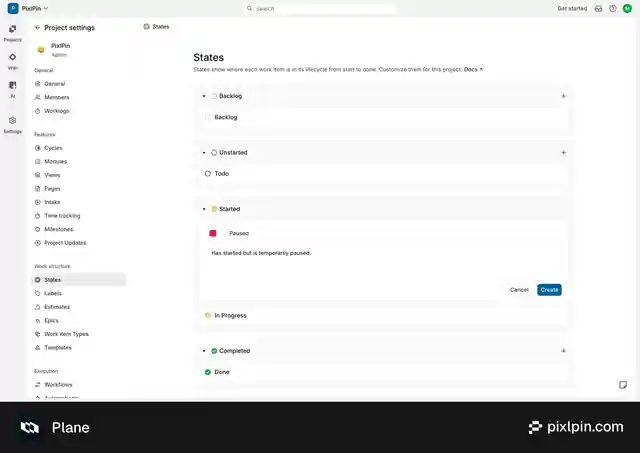 P PixlPin
Search
Get started
M
Projects
Wiki
AI
Settings
Project settings
PixlPin
Admin
General
General
Members
Worklogs
Features
Cycles
Modules
Views
Pages
Intake
Time tracking
Milestones
Project Updates
Work structure
States
Labels
Estimates
Epics
Work item Types
Templates
Execution
Workflows
Automations
States
States
States show where each work item is in its lifecycle from start to done. Customize them for this project. Docs ↗
Backlog
Backlog
Unstarted
Todo
Started
Paused
Has started but is temporarily paused.
Cancel Create
In Progress
Completed
Done
Plane
pixlpin.com